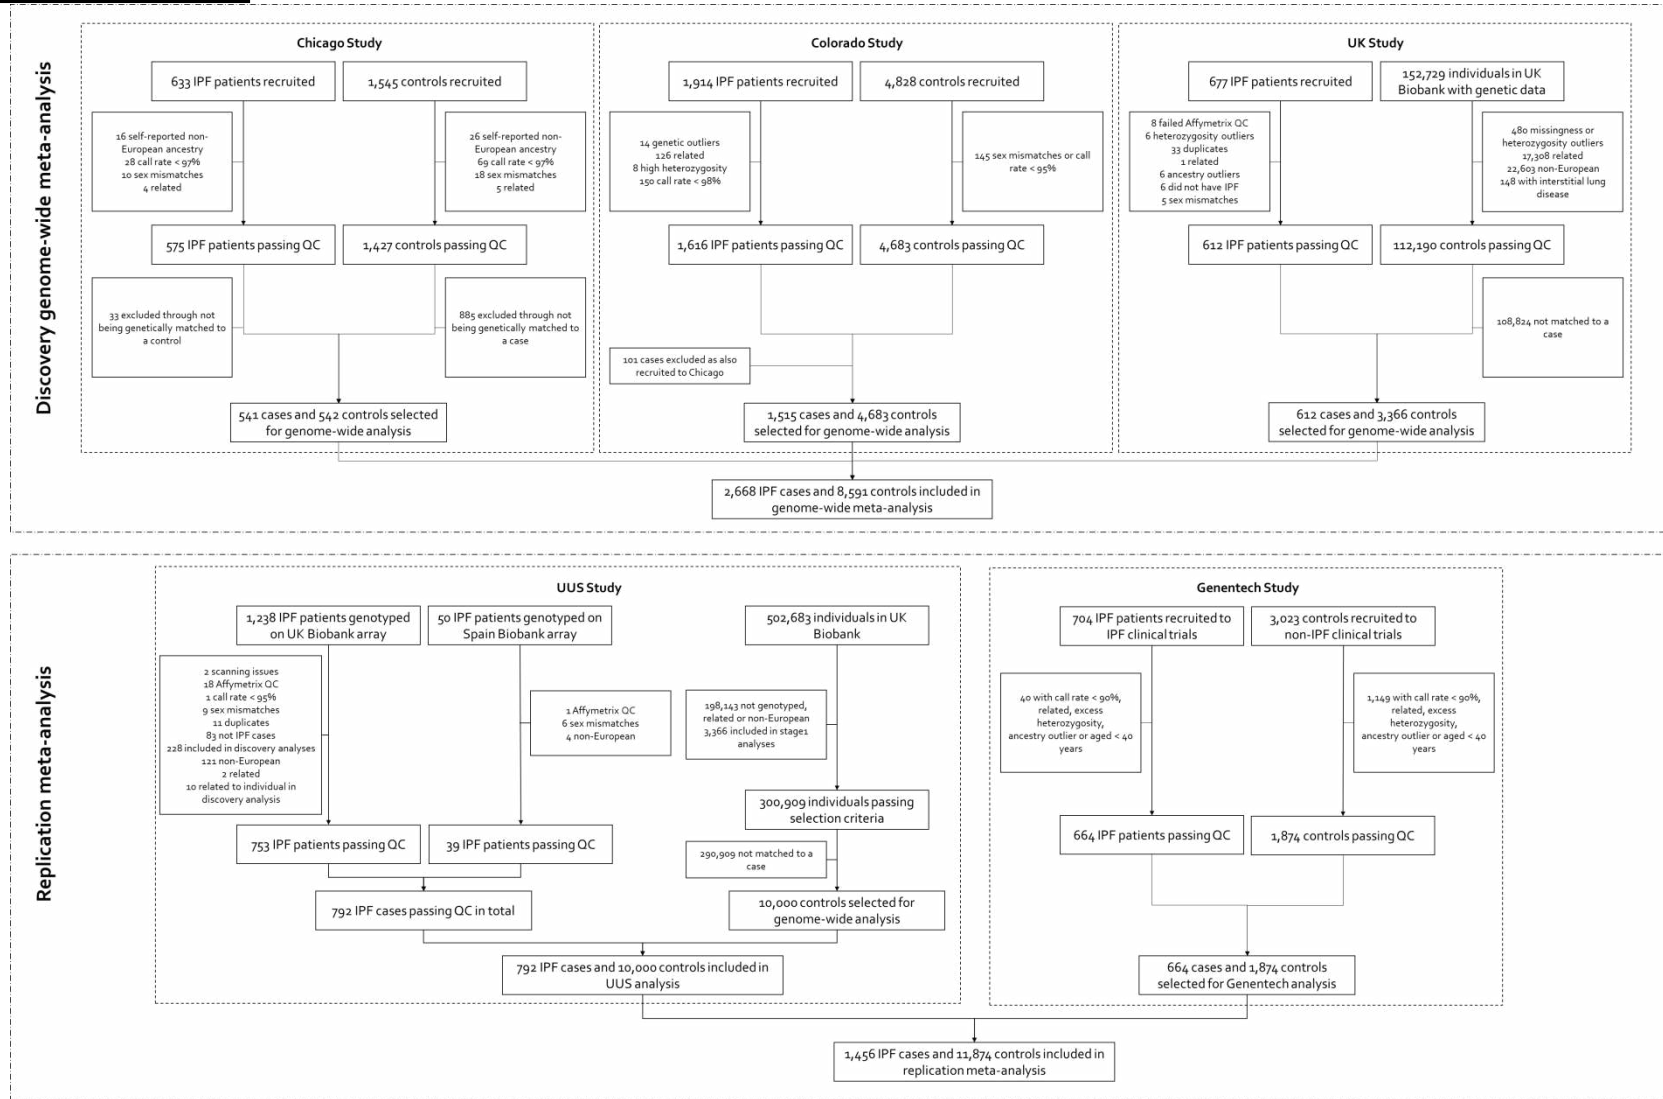 Discovery genome-wide meta-analysis
Chicago Study
633 IPF patients recruited
1,545 controls recruited
16 self-reported non-
European ancestry
28 call rate < 97%
10 sex mismatches
4 related
26 self-reported non-
European ancestry
69 call rate < 97%
18 sex mismatches
5 related
575 IPF patients passing QC
1,427 controls passing QC
33 excluded through not
being genetically matched to
a control
885 excluded through not
being genetically matched to
a case
541 cases and 542 controls selected
for genome-wide analysis
Colorado Study
1,914 IPF patients recruited
4,828 controls recruited
14 genetic outliers
126 related
8 high heterozygosity
150 call rate < 98%
145 sex mismatches or call
rate < 95%
1,616 IPF patients passing QC
4,683 controls passing QC
101 cases excluded as also
recruited to Chicago
1,515 cases and 4,683 controls
selected for genome-wide analysis
UK Study
677 IPF patients recruited
152,729 individuals in UK
Biobank with genetic data
8 failed Affymetrix QC
6 heterozygosity outliers
33 duplicates
1 related
6 ancestry outliers
6 did not have IPF
5 sex mismatches
480 missingness or
heterozygosity outliers
17,308 related
22,603 non-European
148 with interstitial lung
disease
612 IPF patients passing QC
112,190 controls passing QC
108,824 not matched to a
case
612 cases and 3,366 controls
selected for genome-wide analysis
2,668 IPF cases and 8,591 controls included in
genome-wide meta-analysis
Replication meta-analysis
UUS Study
1,238 IPF patients genotyped
on UK Biobank array
50 IPF patients genotyped on
Spain Biobank array
502,683 individuals in UK
Biobank
2 scanning issues
18 Affymetrix QC
1 call rate < 95%
9 sex mismatches
11 duplicates
83 not IPF cases
228 included in discovery analyses
121 non-European
2 related
10 related to individual in
discovery analysis
1 Affymetrix QC
6 sex mismatches
4 non-European
198,143 not genotyped,
related or non-European
3,366 included in stage1
analyses
300,909 individuals passing
selection criteria
753 IPF patients passing QC
39 IPF patients passing QC
290,909 not matched to a
case
792 IPF cases passing QC in total
10,000 controls selected for
genome-wide analysis
792 IPF cases and 10,000 controls included in
UUS analysis
Genentech Study
704 IPF patients recruited to
IPF clinical trials
3,023 controls recruited to
non-IPF clinical trials
40 with call rate < 90%,
related, excess
heterozygosity,
ancestry outlier or aged < 40
years
1,149 with call rate < 90%,
related, excess
heterozygosity,
ancestry outlier or aged < 40
years
664 IPF patients passing QC
1,874 controls passing QC
664 cases and 1,874 controls
selected for Genentech analysis
1,456 IPF cases and 11,874 controls included in
replication meta-analysis